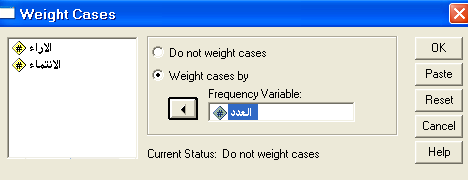 Weight Cases
الاراء
الانتماء
Do not weight cases
Weight cases by
Frequency Variable:
العدد
Current Status: Do not weight cases
OK
Paste
Reset
Cancel
Help